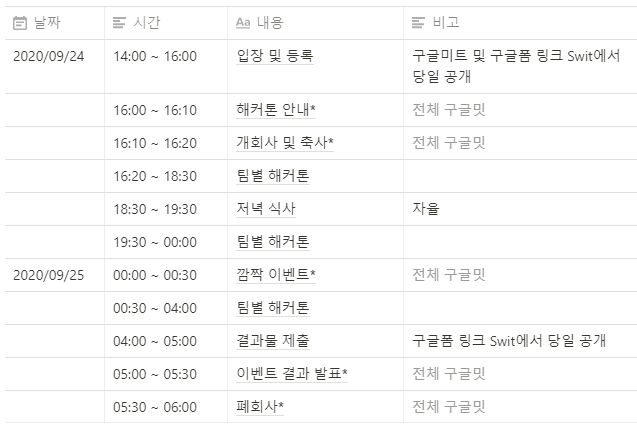 날짜 시간 Aa 내용 비고
2020/09/24 14:00 ~ 16:00 입장 및 등록 구글미트 및 구글폼 링크 Swit에서
당일 공개
16:00 ~ 16:10 해커톤 안내* 전체 구글밋
16:10 ~ 16:20 개회사 및 축사* 전체 구글밋
16:20 ~ 18:30 팀별 해커톤
18:30 ~ 19:30 저녁 식사 자율
19:30 ~ 00:00 팀별 해커톤
2020/09/25 00:00 ~ 00:30 깜짝 이벤트* 전체 구글밋
00:30 ~ 04:00 팀별 해커톤
04:00 ~ 05:00 결과물 제출 구글폼 링크 Swit에서 당일 공개
05:00 ~ 05:30 이벤트 결과 발표* 전체 구글밋
05:30 ~ 06:00 폐회사* 전체 구글밋